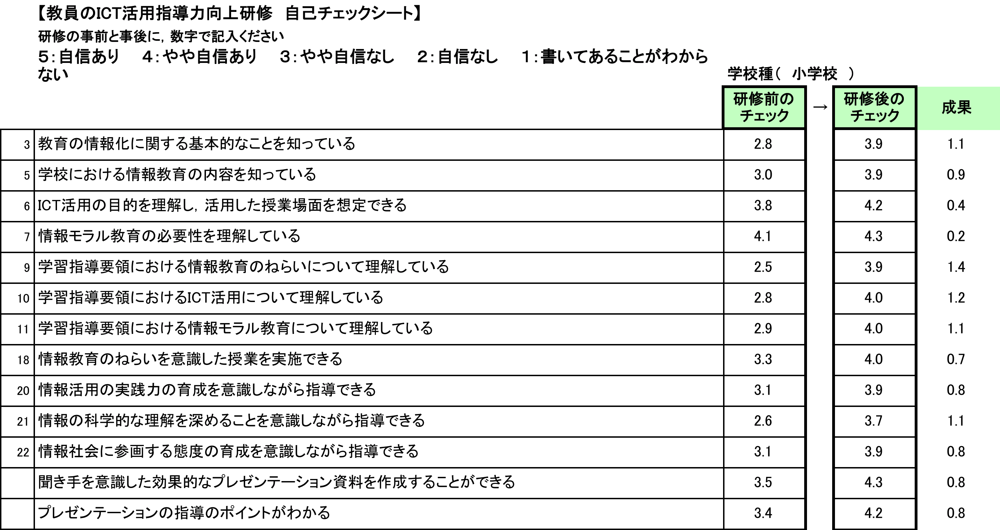 【教員のICT活用指導力向上研修　自己チェックシート】
研修の事前と事後に，数字で記入ください
５：自信あり　４：やや自信あり　３：やや自信なし　２：自信なし　１：書いてあることがわから
ない
学校種（　小学校　）
研修前の
チェック
→
研修後の
チェック
成果
3 教育の情報化に関する基本的なことを知っている 2.8 3.9 1.1
5 学校における情報教育の内容を知っている 3.0 3.9 0.9
6 ICT活用の目的を理解し，活用した授業場面を想定できる 3.8 4.2 0.4
7 情報モラル教育の必要性を理解している 4.1 4.3 0.2
9 学習指導要領における情報教育のねらいについて理解している 2.5 3.9 1.4
10 学習指導要領におけるICT活用について理解している 2.8 4.0 1.2
11 学習指導要領における情報モラル教育について理解している 2.9 4.0 1.1
18 情報教育のねらいを意識した授業を実施できる 3.3 4.0 0.7
20 情報活用の実践力の育成を意識しながら指導できる 3.1 3.9 0.8
21 情報の科学的な理解を深めることを意識しながら指導できる 2.6 3.7 1.1
22 情報社会に参画する態度の育成を意識しながら指導できる 3.1 3.9 0.8
聞き手を意識した効果的なプレゼンテーション資料を作成することができる 3.5 4.3 0.8
プレゼンテーションの指導のポイントがわかる 3.4 4.2 0.8